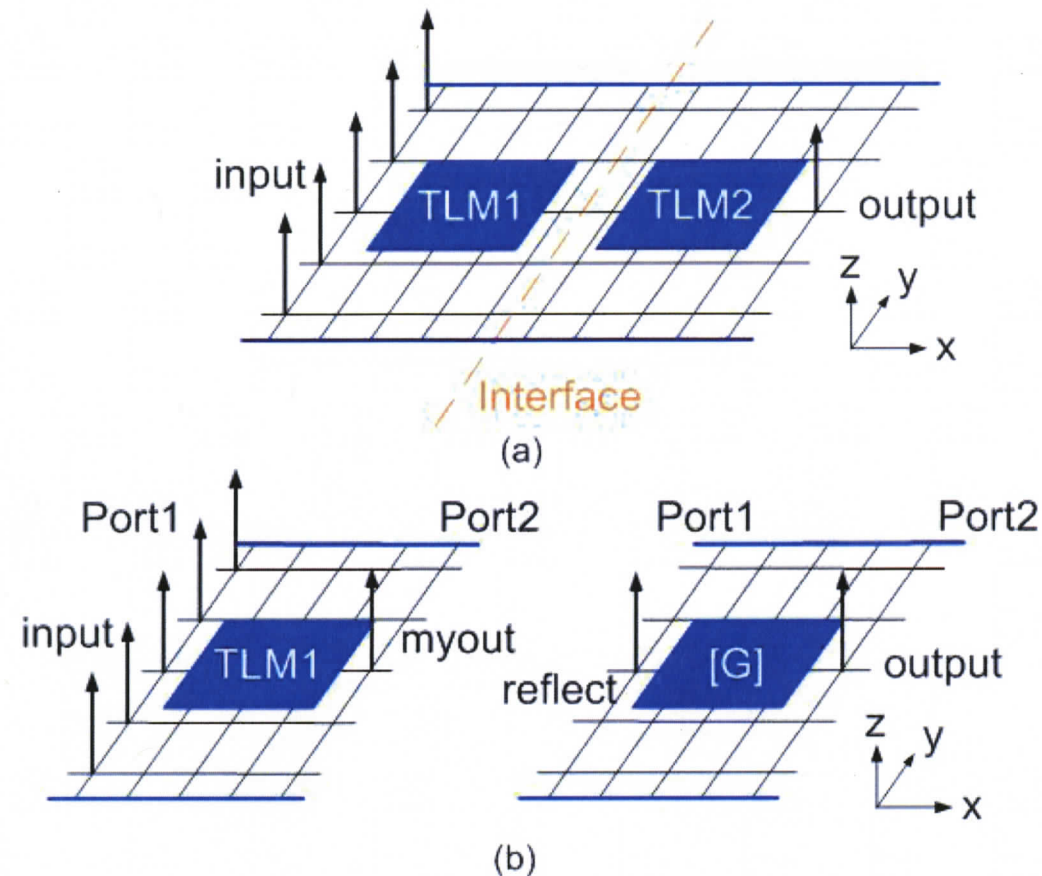 input
TLM1 TLM2
output
z
y
x
Interface
(a)
Port1 Port2 Port1 Port2
input
TLM1
myout
reflect
[G]
output
z
y
x
(b)